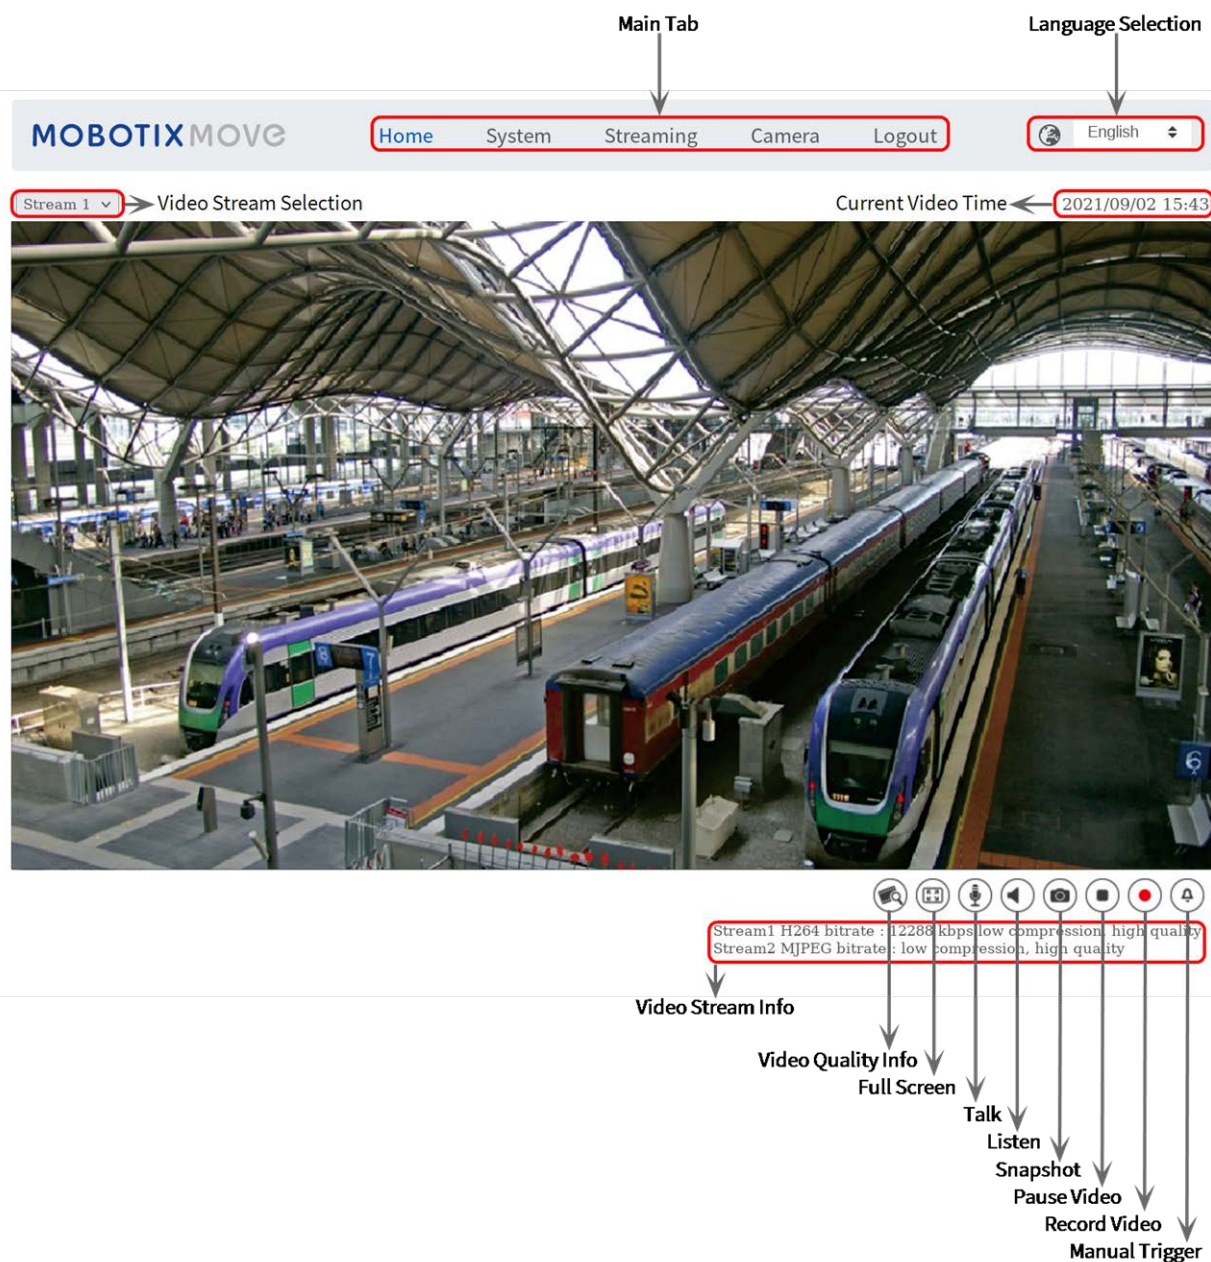 Main Tab
Language Selection
MOBOTIX MOVE
Home System Streaming Camera Logout
English
Stream 1
Video Stream Selection
Current Video Time
2021/09/02 15:43
8 7
6
Stream1 H264 bitrate : 12288 kbps low compression, high quality
Stream2 MJPEG bitrate : low compression, high quality
Video Stream Info
Video Quality Info
Full Screen
Talk
Listen
Snapshot
Pause Video
Record Video
Manual Trigger